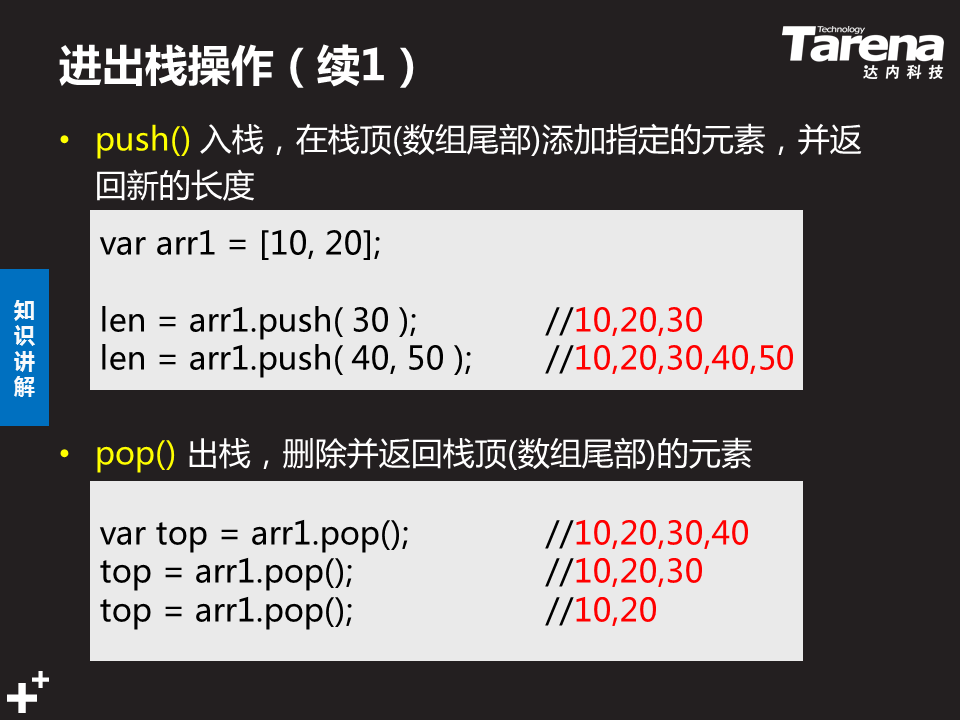 进出栈操作（续1）
Technology
Tarena
达内科技
• push() 入栈，在栈顶(数组尾部)添加指定的元素，并返
回新的长度
var arr1 = [10, 20];
len = arr1.push( 30 ); //10,20,30
len = arr1.push( 40, 50 ); //10,20,30,40,50
知
识
讲
解
• pop() 出栈，删除并返回栈顶(数组尾部)的元素
var top = arr1.pop(); //10,20,30,40
top = arr1.pop(); //10,20,30
top = arr1.pop(); //10,20